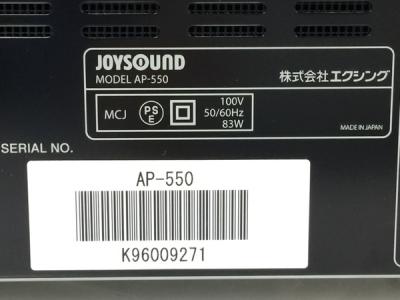 JOYSOUND
MODEL AP-550
株式会社エクシング
MCJ
PS
E
100V
50/60Hz
83W
MADE IN JAPAN
SERIAL NO.
AP-550
K96009271